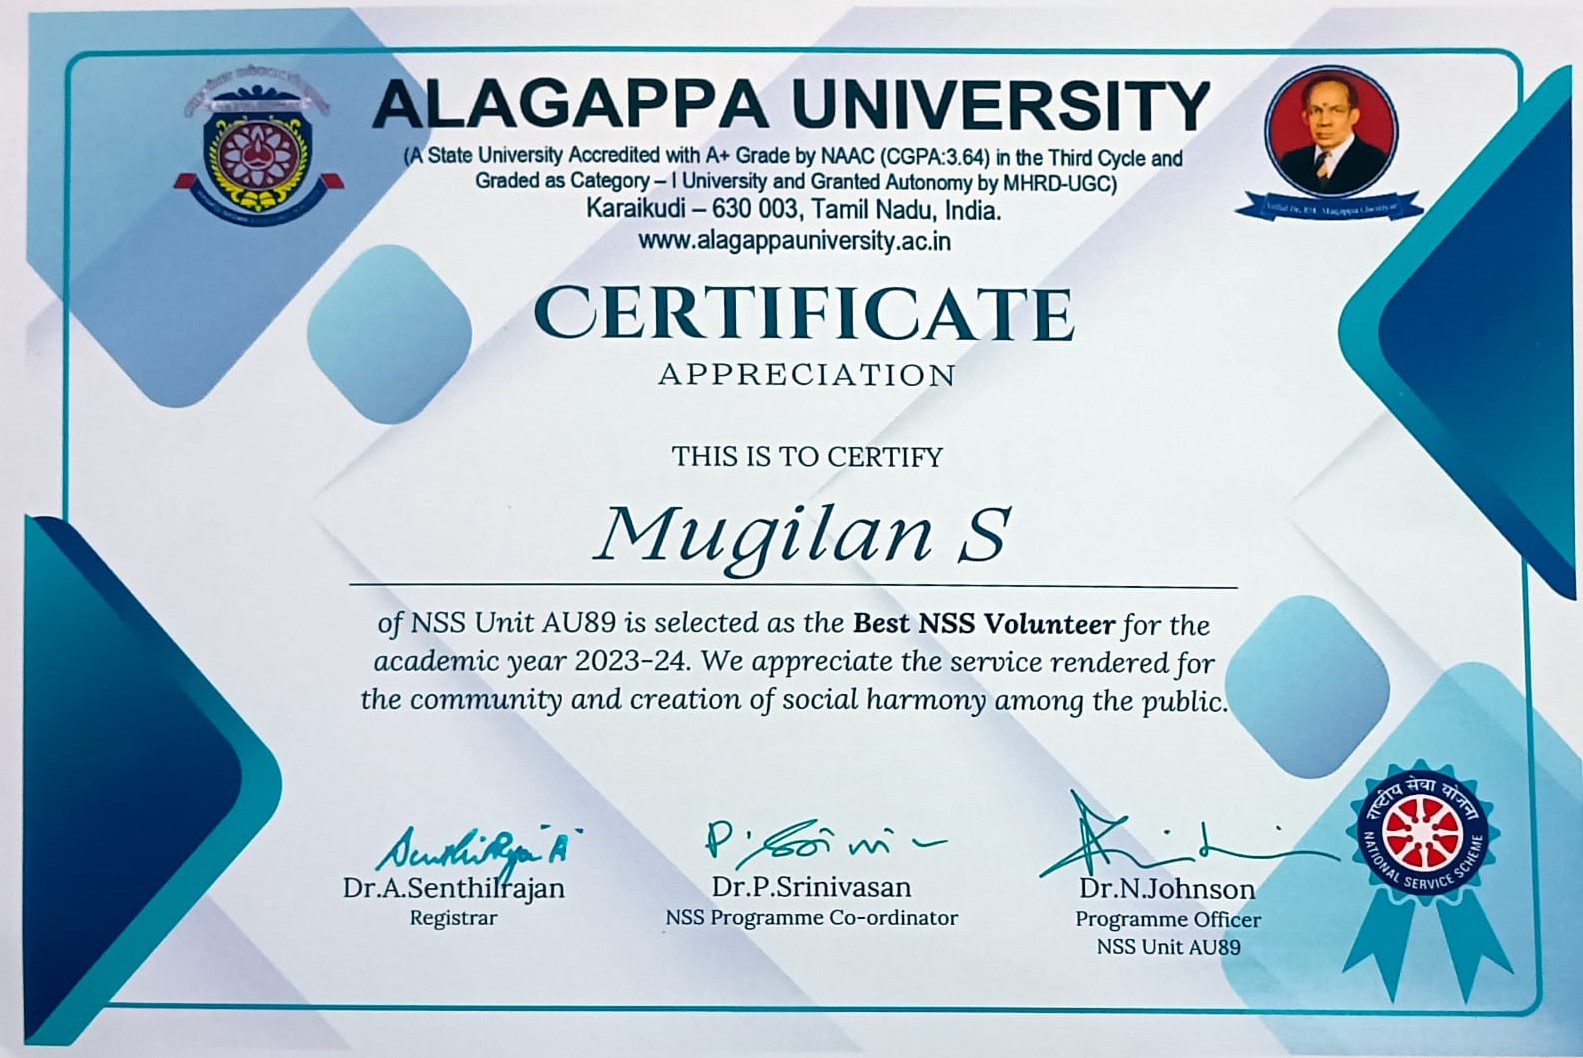 ALAGAPPA UNIVERSITY
(A State University Accredited with A+ Grade by NAAC (CGPA:3.64) in the Third Cycle and
Graded as Category – I University and Granted Autonomy by MHRD-UGC)
Karaikudi – 630 003, Tamil Nadu, India.
www.alagappauniversity.ac.in
CERTIFICATE
APPRECIATION
THIS IS TO CERTIFY
Mugilan S
of NSS Unit AU89 is selected as the Best NSS Volunteer for the
academic year 2023-24. We appreciate the service rendered for
the community and creation of social harmony among the public.
Dr.A.Senthilrajan
Registrar
Dr.P.Srinivasan
NSS Programme Co-ordinator
Dr.N.Johnson
Programme Officer
NSS Unit AU89
राष्ट्रीय सेवा योजना
NATIONAL SERVICE SCHEME